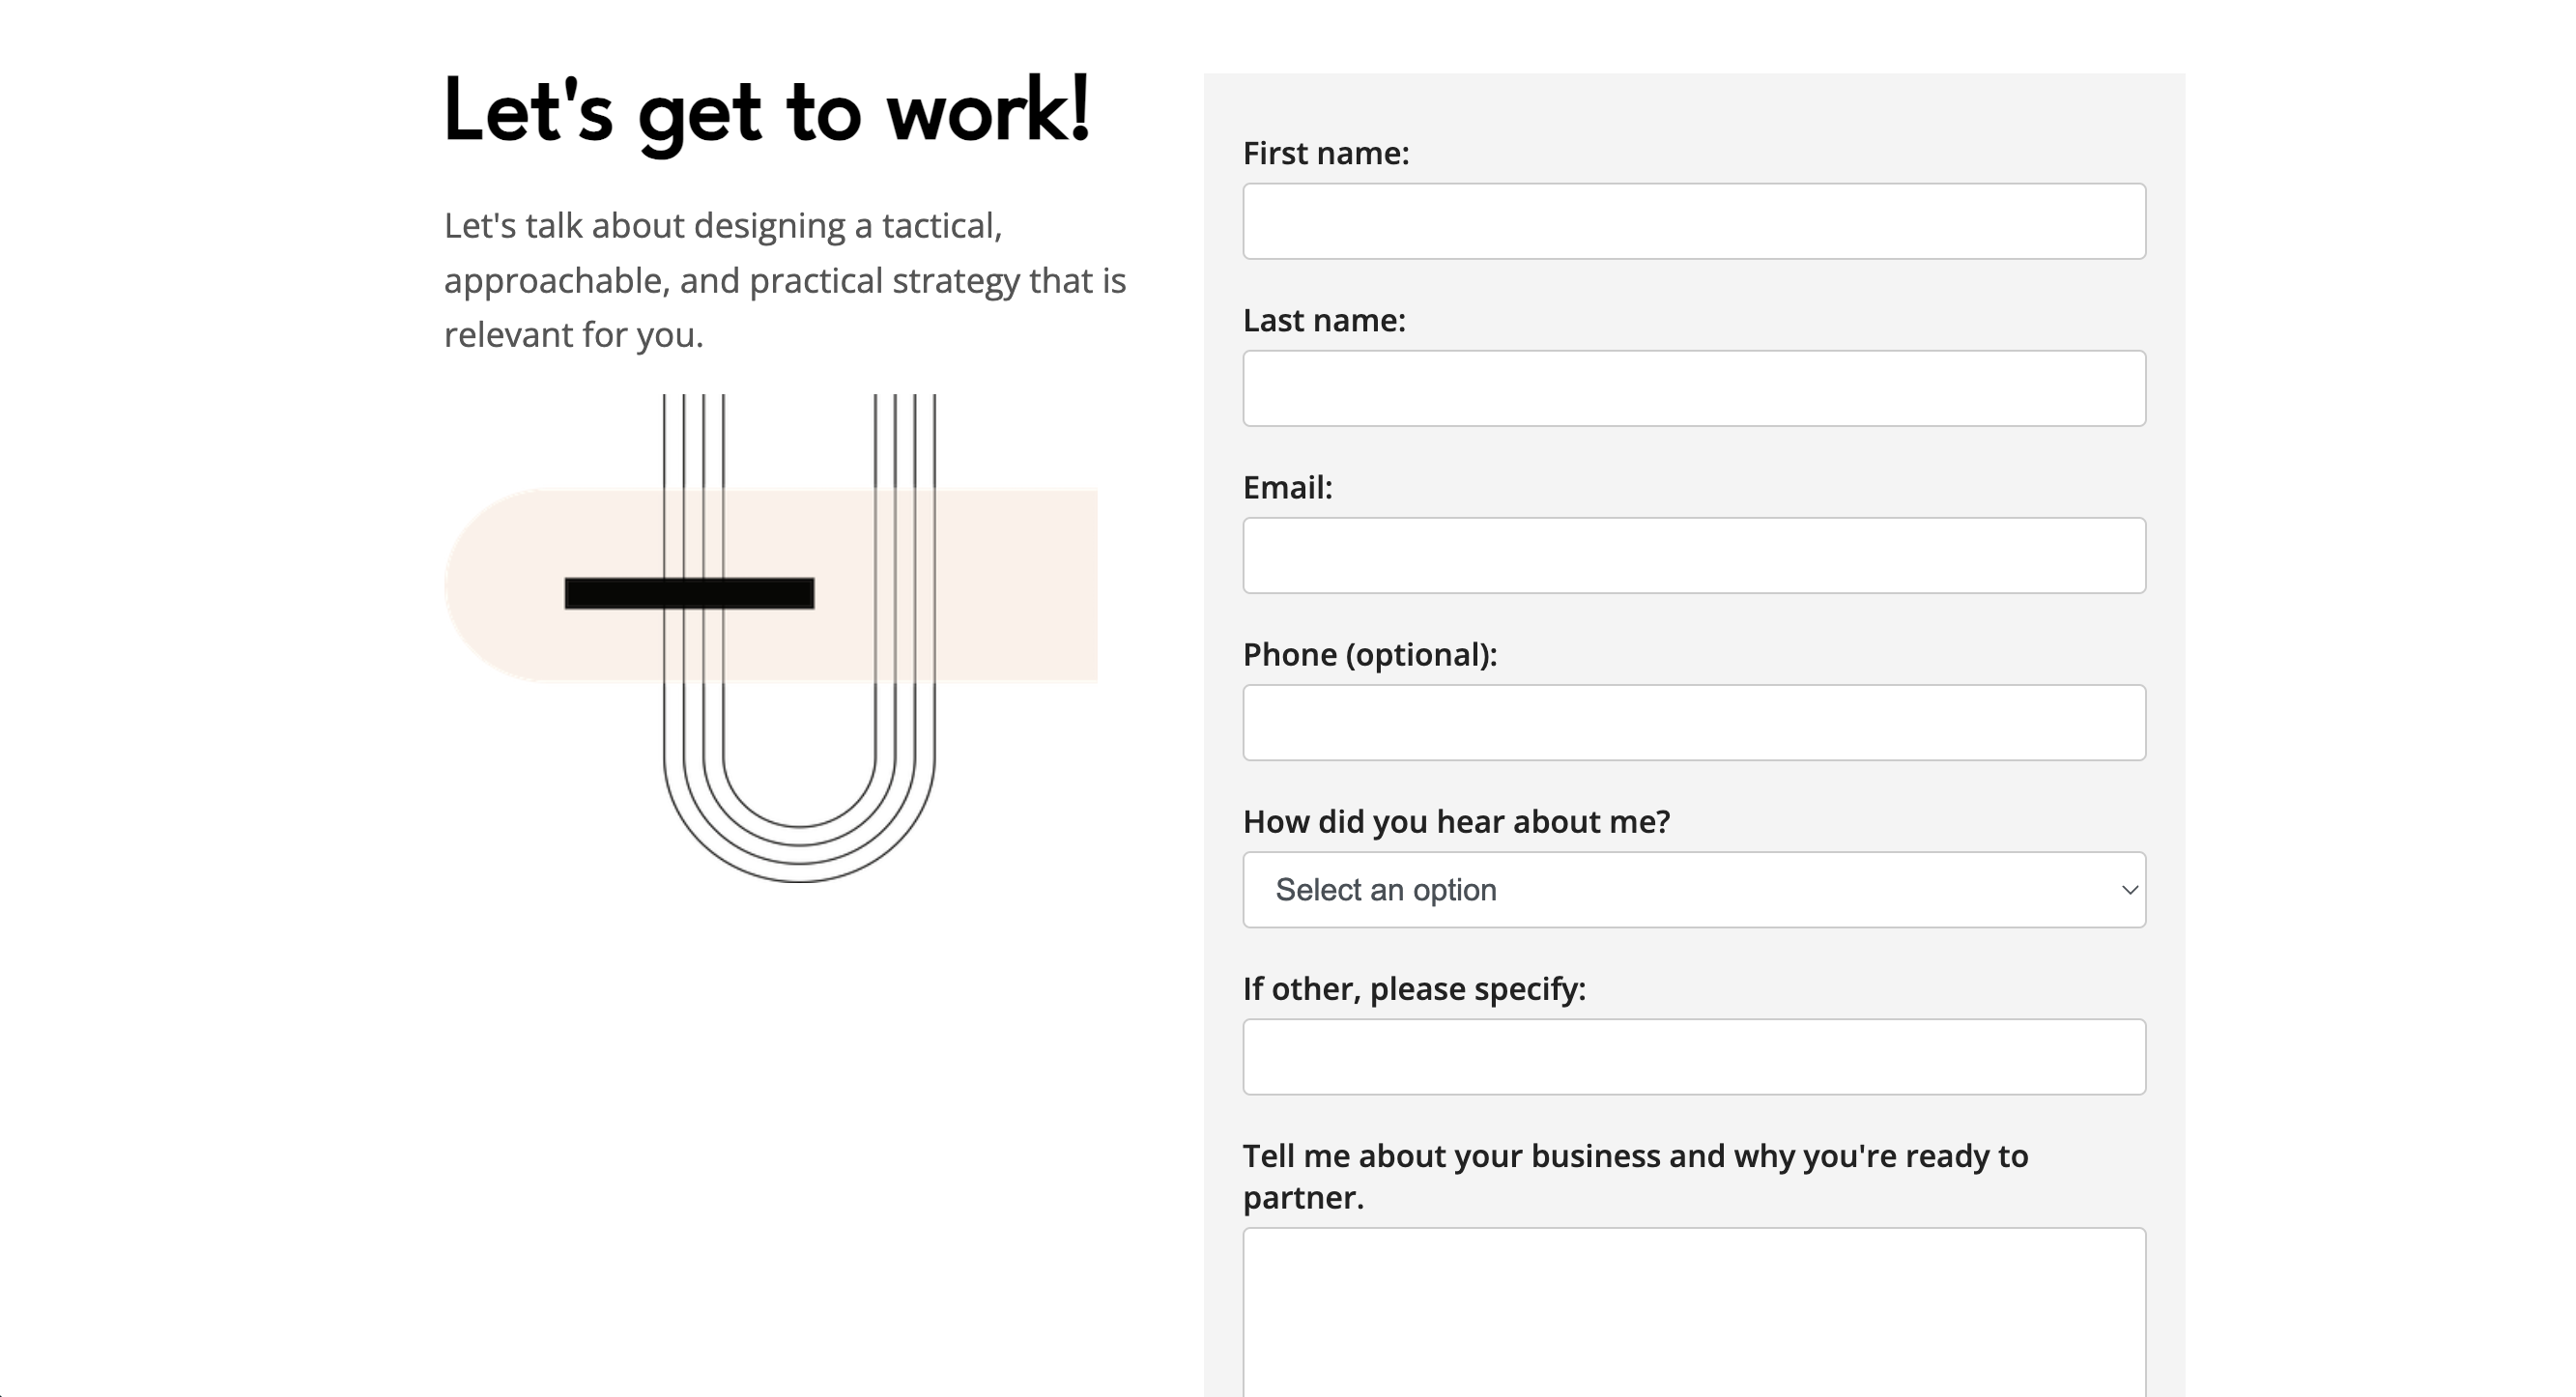 Let's get to work!
Let's talk about designing a tactical,
approachable, and practical strategy that is
relevant for you.
First name:
Last name:
Email:
Phone (optional):
How did you hear about me?
Select an option
If other, please specify:
Tell me about your business and why you're ready to
partner.